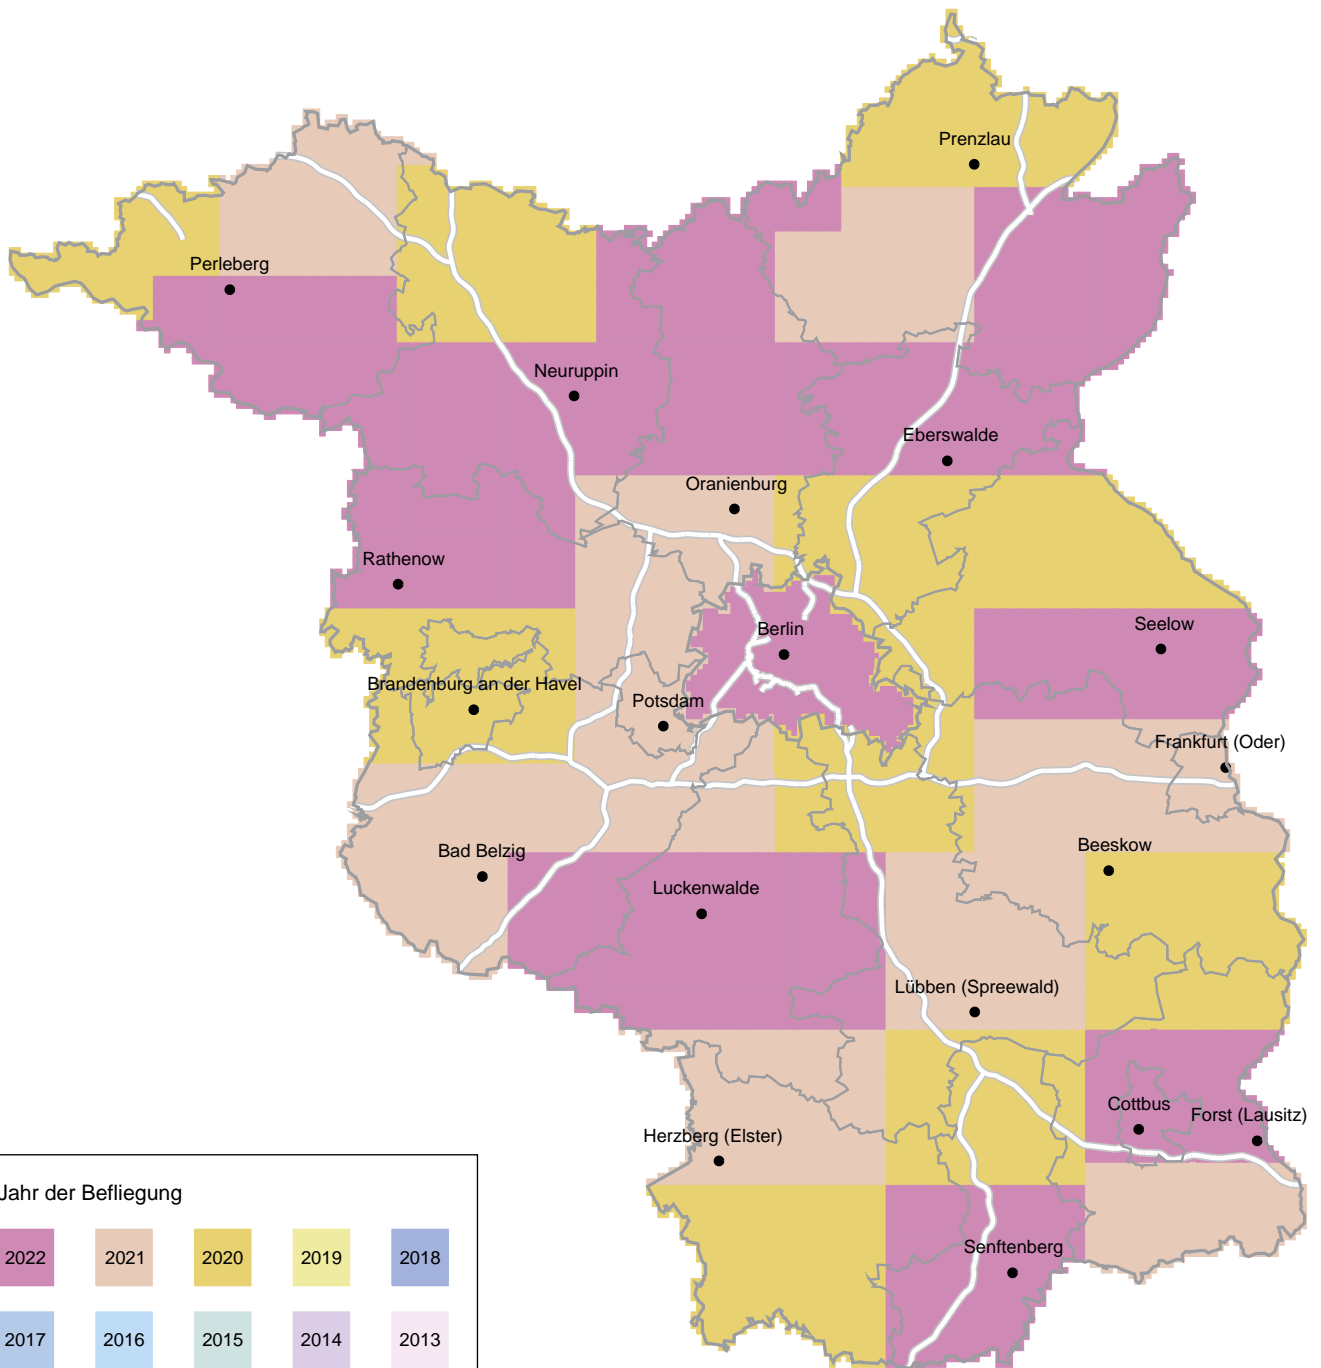 Prenzlau
Perleberg
Neuruppin
Eberswalde
Oranienburg
Rathenow
Seelow
Berlin
Brandenburg an der Havel
Potsdam
Frankfurt (Oder)
Beeskow
Bad Belzig
Luckenwalde
Lübben (Spreewald)
Cottbus
Forst (Lausitz)
Herzberg (Elster)
Senftenberg
Jahr der Befliegung
2022 2021 2020 2019 2018
2017 2016 2015 2014 2013